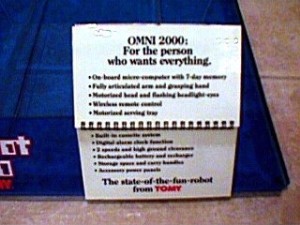 OMNI 2000:
For the person
who wants everything.
• On-board micro-computer with 7-day memory
• Fully articulated arm and grasping hand
• Motorized head and flashing headlight-eyes
• Wireless remote control
• Motorized serving tray
• Built-in cassette system
• Digital alarm clock function
• 2 speeds and high ground clearance
• Rechargeable battery and recharger
• Storage space and carry handles
• Accessory power panels
The state-of-the-fun-robot
from TOMY